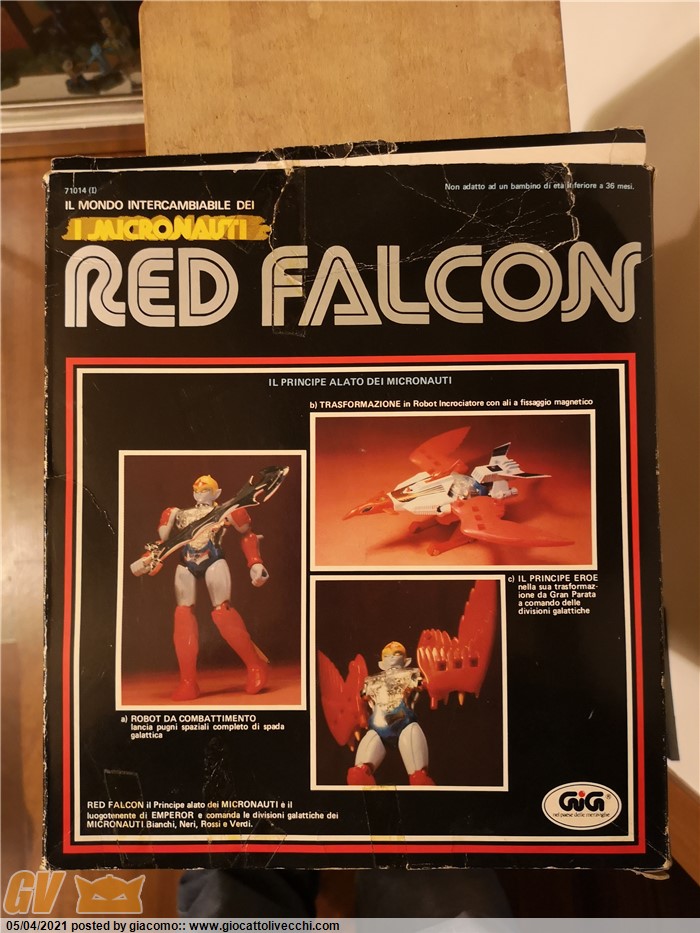 71014 (I)
Non adatto ad un bambino di età inferiore a 36 mesi.
IL MONDO INTERCAMBIABILE DEI
I MICRONAUTI
RED FALCON
IL PRINCIPE ALATO DEI MICRONAUTI
b) TRASFORMAZIONE in Robot Incrociatore con ali a fissaggio magnetico
c) IL PRINCIPE EROE
nella sua trasformaz-
ione da Gran Parata
a comando delle
divisioni galattiche
a) ROBOT DA COMBATTIMENTO
lancia pugni spaziali completo di spada
galattica
RED FALCON il Principe alato dei MICRONAUTI è il
luogotenente di EMPEROR e comanda le divisioni galattiche dei
MICRONAUTI Bianchi, Neri, Rossi e Verdi.
GiG ®
nel paese delle meraviglie
GV
05/04/2021 posted by giacomo:: www.giocattolivecchi.com